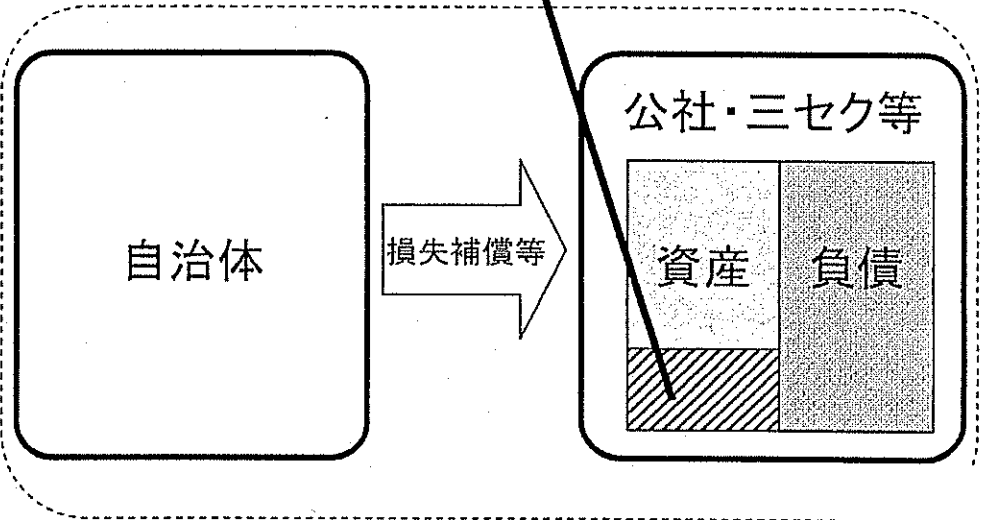 公社・三セク等
自治体
損失補償等
資産
負債